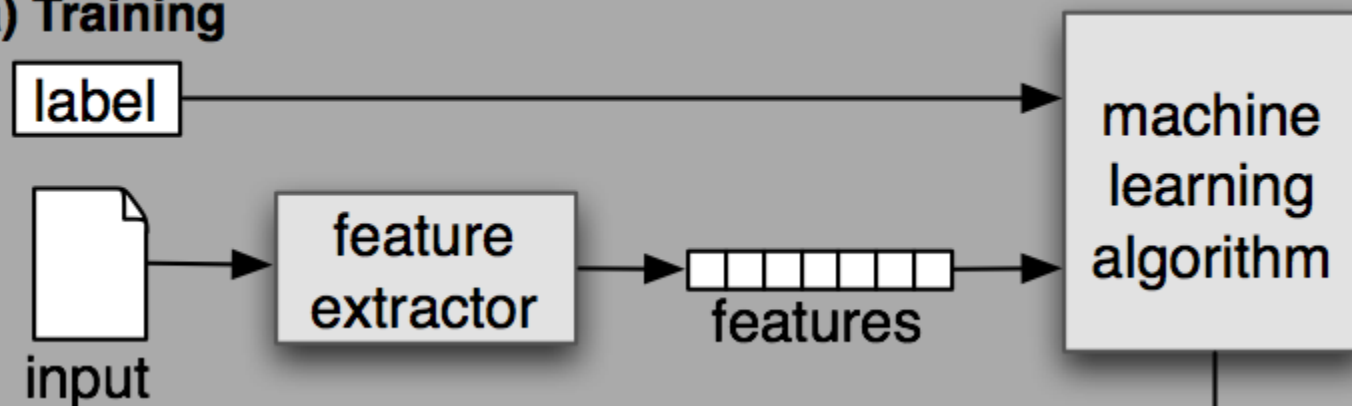 ) Training
label
machine
learning
algorithm
feature
extractor
features
input